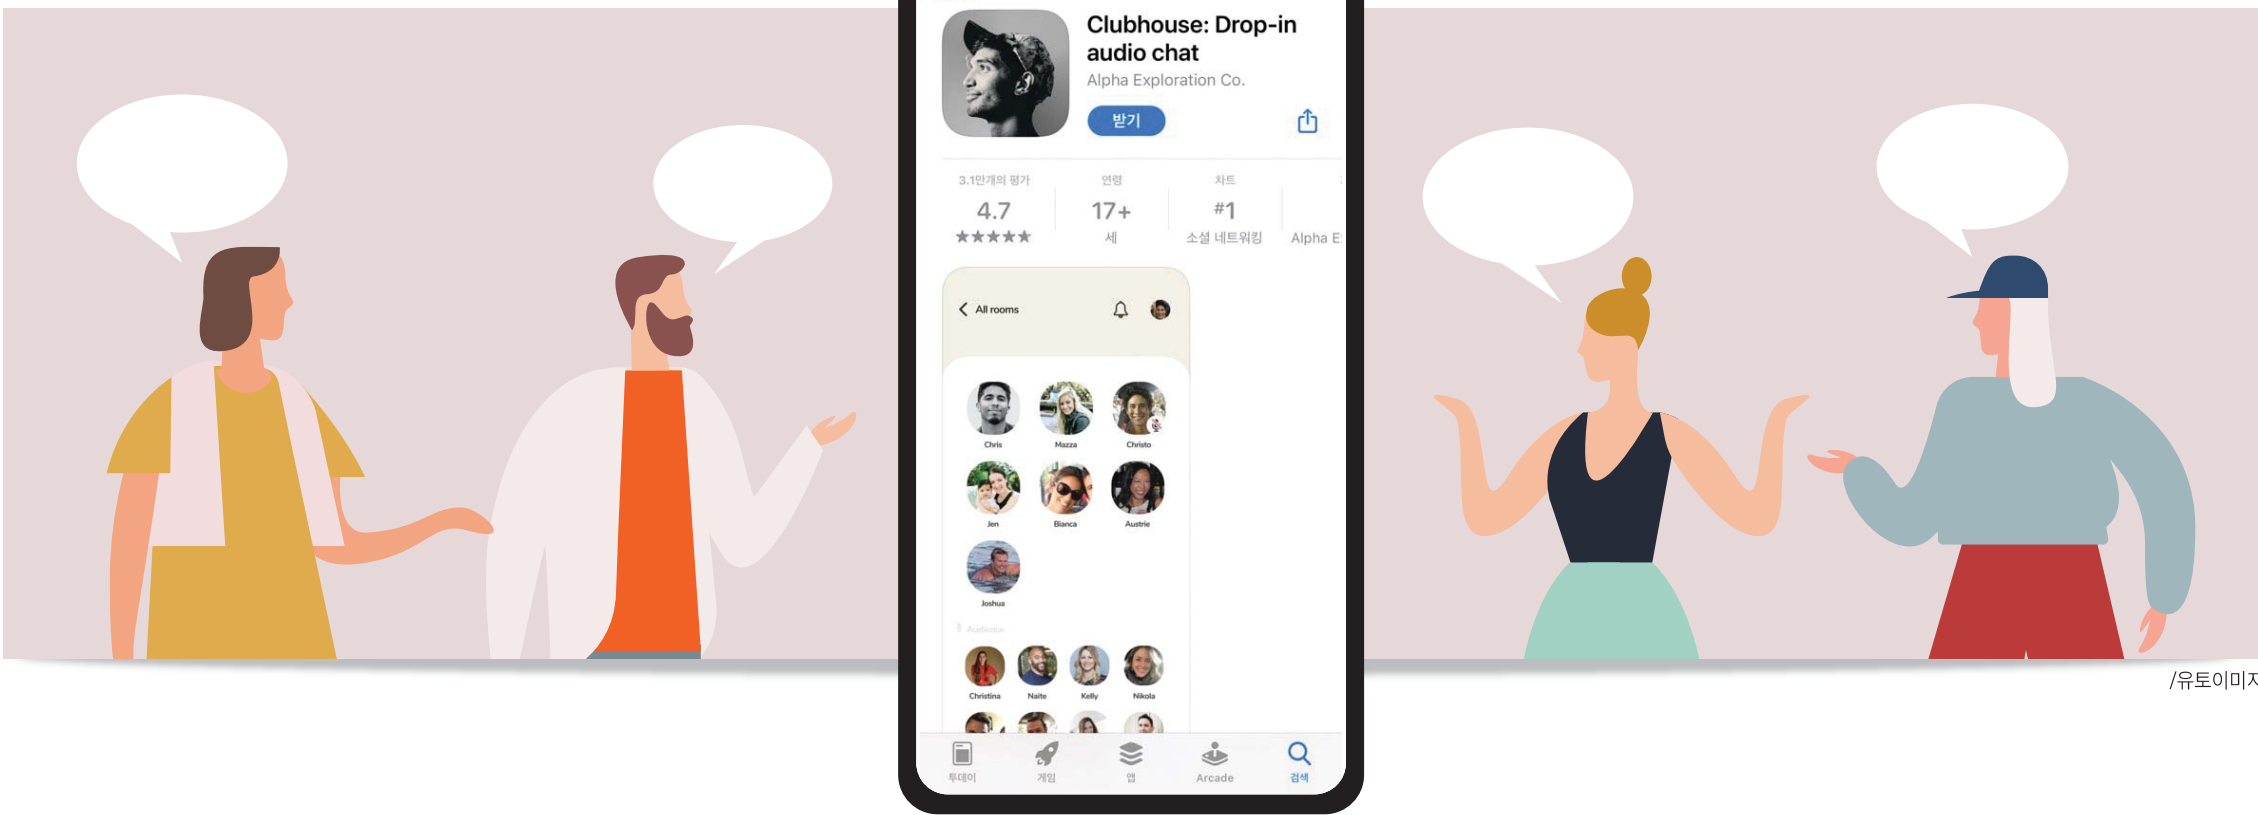 Clubhouse: Drop-in
audio chat
Alpha Exploration Co.
받기
3.1만개의 평가
연령
차트
4.7
17+
#1
★★★★★
세
소셜 네트워킹
Alpha E
All rooms
Chris
Mazza
Christo
Jen
Bianca
Austrie
Joshua
Audience
Christina
Naite
Kelly
Nikola
투데이
게임
앱
Arcade
검색
/유토이미지